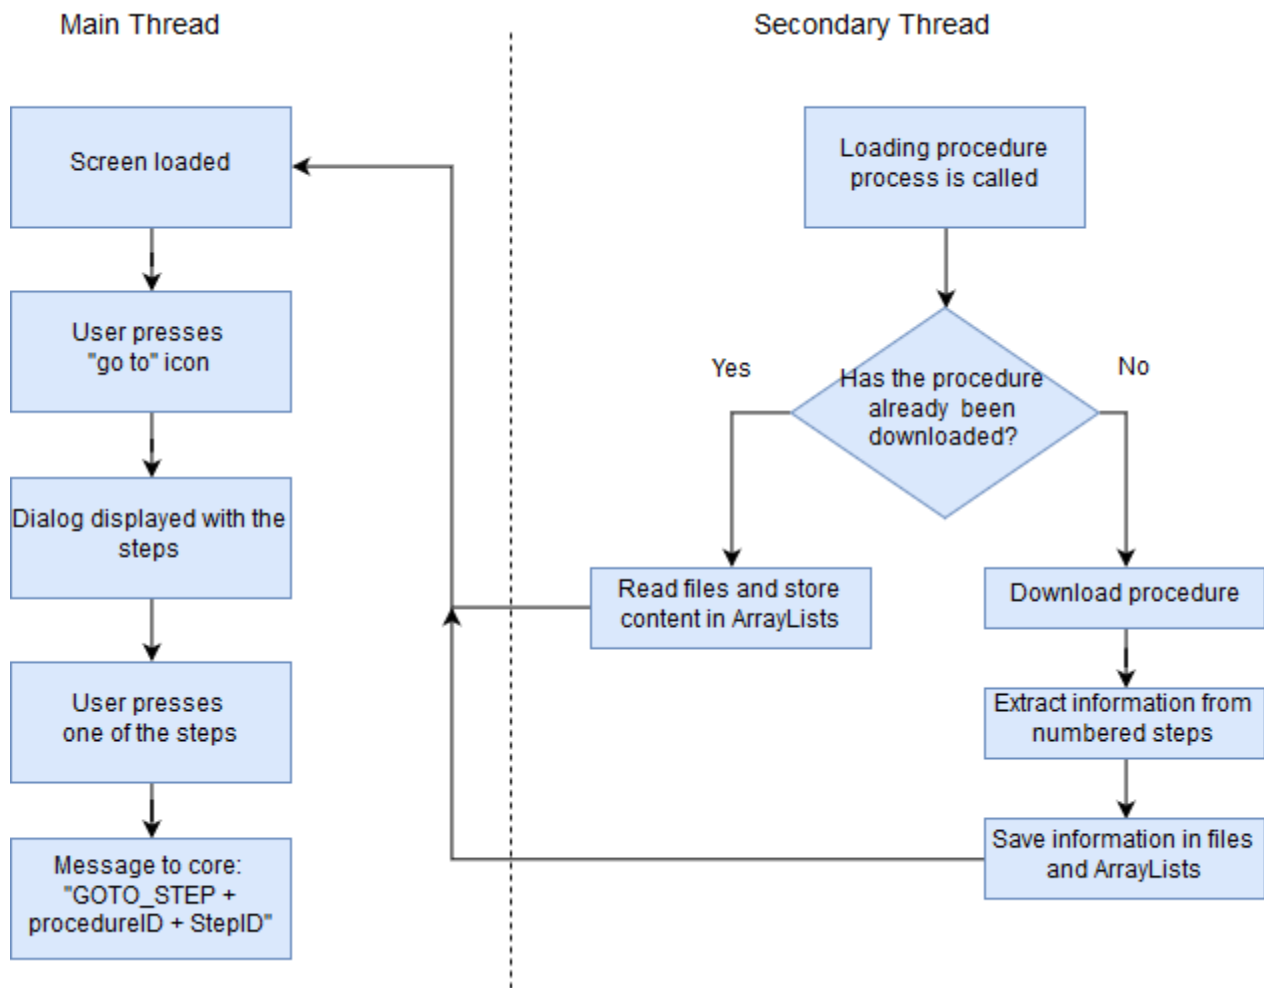 Main Thread
Secondary Thread
Screen loaded
User presses
"go to" icon
Dialog displayed with the
steps
User presses
one of the steps
Message to core:
"GOTO_STEP +
procedureID + StepID"
Loading procedure
process is called
Has the procedure
already been
downloaded?
Yes
No
Read files and store
content in ArrayLists
Download procedure
Extract information from
numbered steps
Save information in files
and ArrayLists